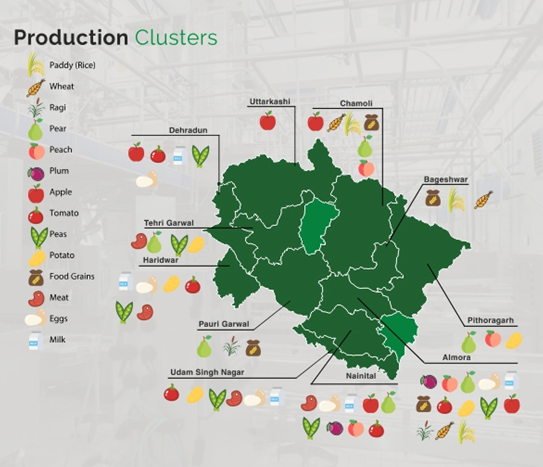 Production Clusters
Paddy (Rice)
Wheat
Ragi
Pear
Peach
Plum
Apple
Tomato
Peas
Potato
Food Grains
Meat
Eggs
Milk
Uttarkashi
Chamoli
Dehradun
Bageshwar
Tehri Garwal
Haridwar
Pauri Garwal
Pithoragarh
Almora
Udam Singh Nagar
Nainital